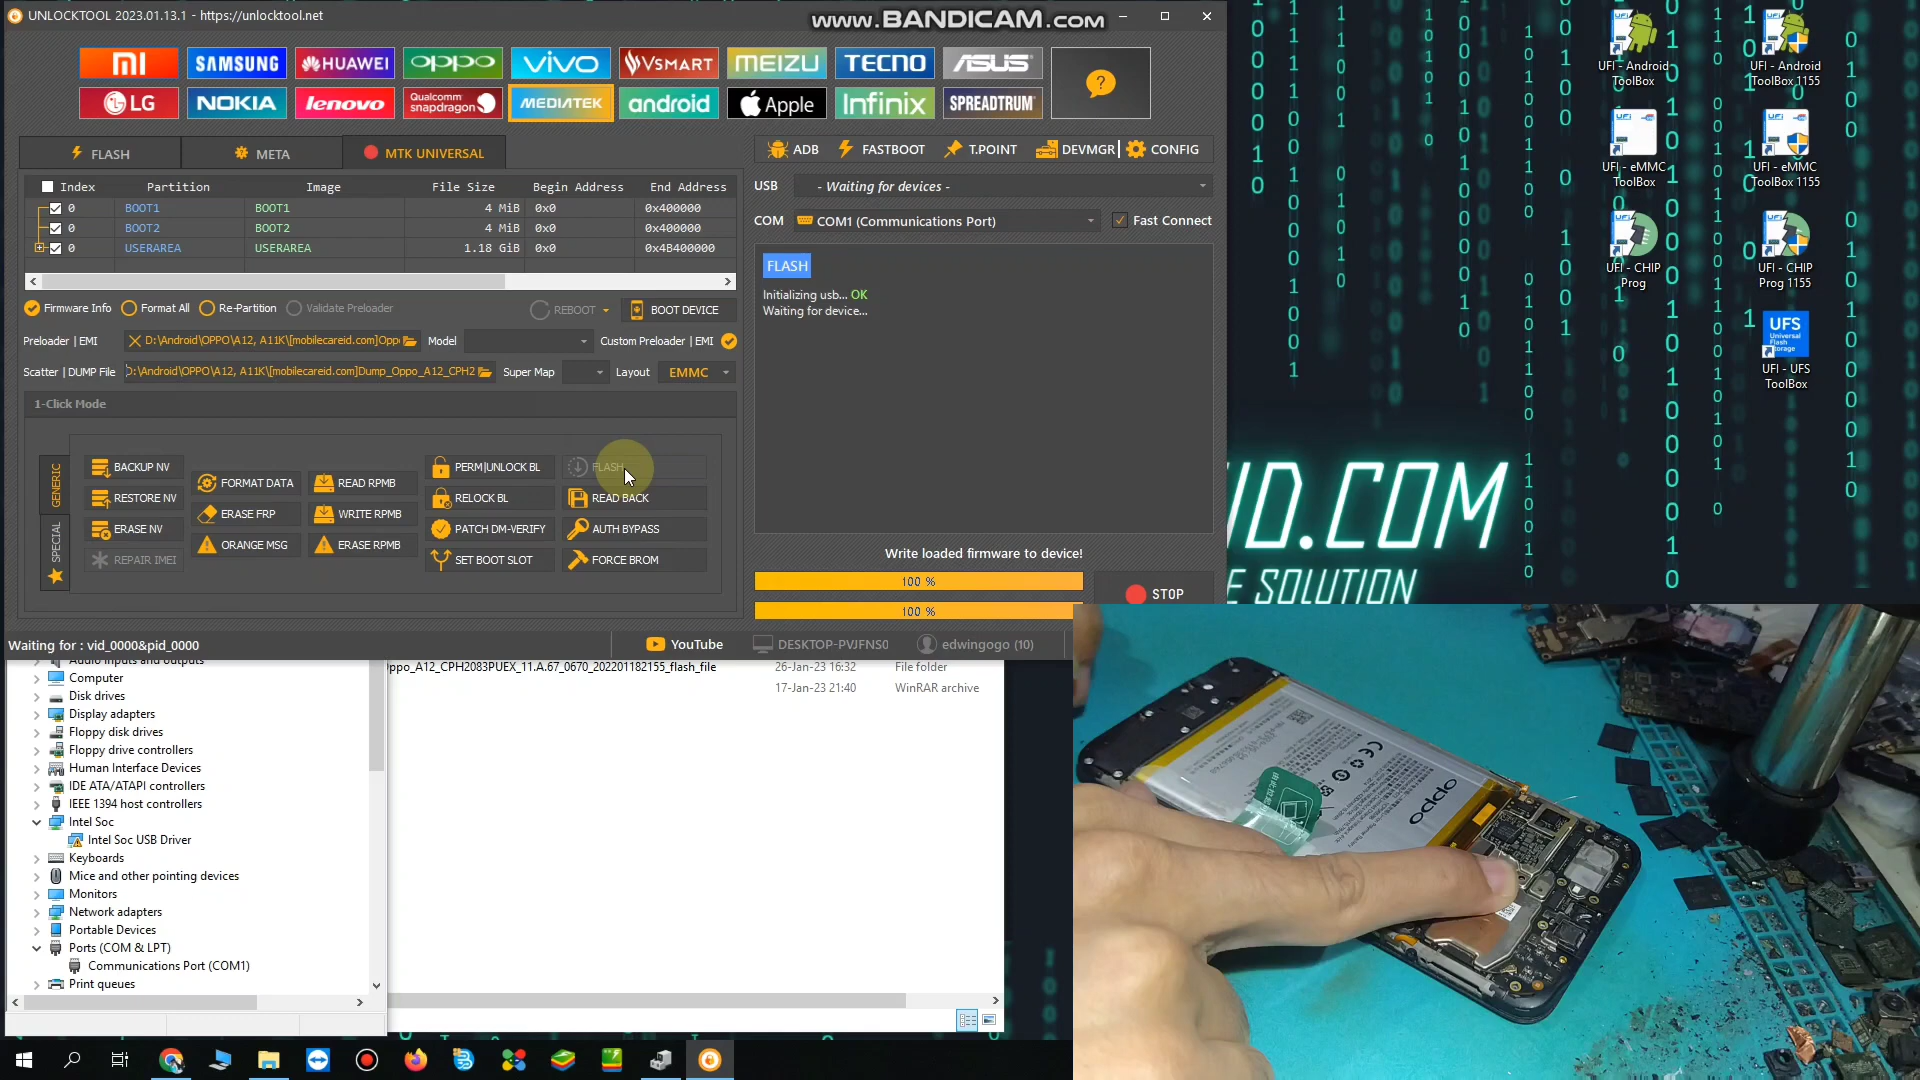 UNLOCKTOOL 2023.01.13.1 - https://unlocktool.net
www.BANDICAM.com
mi SAMSUNG HUAWEI oppo vivo VSMART MEIZU TECNO ASUS ?
LG NOKIA lenovo Qualcomm snapdragon MEDIATEK android Apple Infinix SPREADTRUM
FLASH META MTK UNIVERSAL
ADB FASTBOOT T.POINT DEVMGR CONFIG
Index Partition Image File Size Begin Address End Address
0 BOOT1 BOOT1 4 MiB 0x0 0x400000
0 BOOT2 BOOT2 4 MiB 0x0 0x400000
0 USERAREA USERAREA 1.18 GiB 0x0 0x4B400000
USB - Waiting for devices -
COM COM1 (Communications Port) Fast Connect
FLASH
Initializing usb... OK
Waiting for device...
Firmware Info Format All Re-Partition Validate Preloader REBOOT BOOT DEVICE
Preloader | EMI D:\Android\OPPO\A12, A11K\[mobilecareid.com]Oppo Model Custom Preloader | EMI
Scatter | DUMP File D:\Android\OPPO\A12, A11K\[mobilecareid.com]Dump_Oppo_A12_CPH2 Super Map Layout EMMC
1-Click Mode
GENERIC
SPECIAL
BACKUP NV
RESTORE NV
ERASE NV
REPAIR IMEI
FORMAT DATA
ERASE FRP
ORANGE MSG
READ RPMB
WRITE RPMB
ERASE RPMB
PERM|UNLOCK BL
RELOCK BL
PATCH DM-VERIFY
SET BOOT SLOT
FLASH
READ BACK
AUTH BYPASS
FORCE BROM
Write loaded firmware to device!
100 %
100 %
STOP
Waiting for : vid_0000&pid_0000
YouTube DESKTOP-PVJFNS0 edwingogo (10)
Audio inputs and outputs
Computer
Disk drives
Display adapters
Floppy disk drives
Floppy drive controllers
Human Interface Devices
IDE ATA/ATAPI controllers
IEEE 1394 host controllers
Intel Soc
Intel Soc USB Driver
Keyboards
Mice and other pointing devices
Monitors
Network adapters
Portable Devices
Ports (COM & LPT)
Communications Port (COM1)
Print queues
Oppo_A12_CPH2083PUEX_11.A.67_0670_202201182155_flash_file 26-Jan-23 16:32 File folder
17-Jan-23 21:40 WinRAR archive
UFI - Android ToolBox
UFI - Android ToolBox 1155
UFI - eMMC ToolBox
UFI - eMMC ToolBox 1155
UFI - CHIP Prog
UFI - CHIP Prog 1155
UFS
Universal Flash Storage
UFI - UFS ToolBox
ID.COM
E SOLUTION
oppo